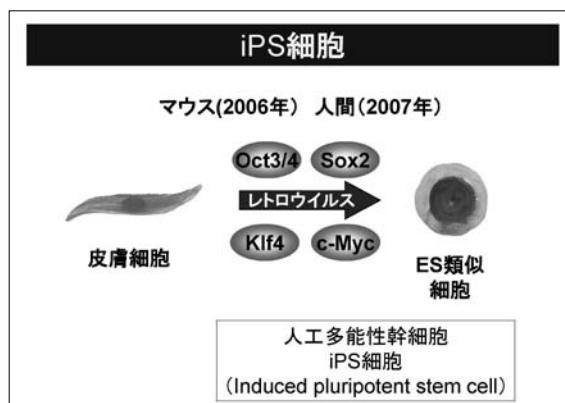 iPS細胞
マウス(2006年) 人間(2007年)
Oct3/4 Sox2
レトロウイルス
Klf4 c-Myc
皮膚細胞
ES類似
細胞
人工多能性幹細胞
iPS細胞
(Induced pluripotent stem cell)